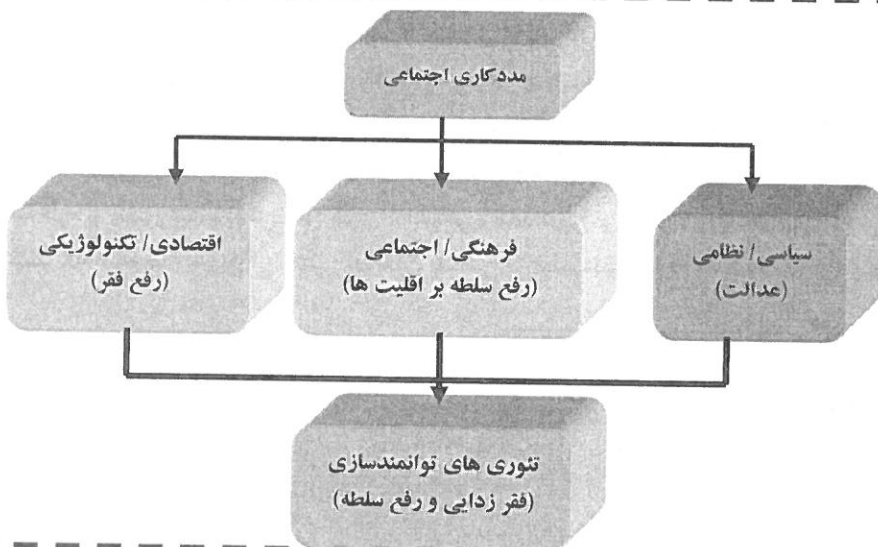 مددکاری اجتماعی
سیاسی/ نظامی
(عدالت)
فرهنگی/ اجتماعی
(رفع سلطه بر اقلیت ها)
اقتصادی/ تکنولوژیکی
(رفع فقر)
تئوری های توانمندسازی
(فقر زدایی و رفع سلطه)